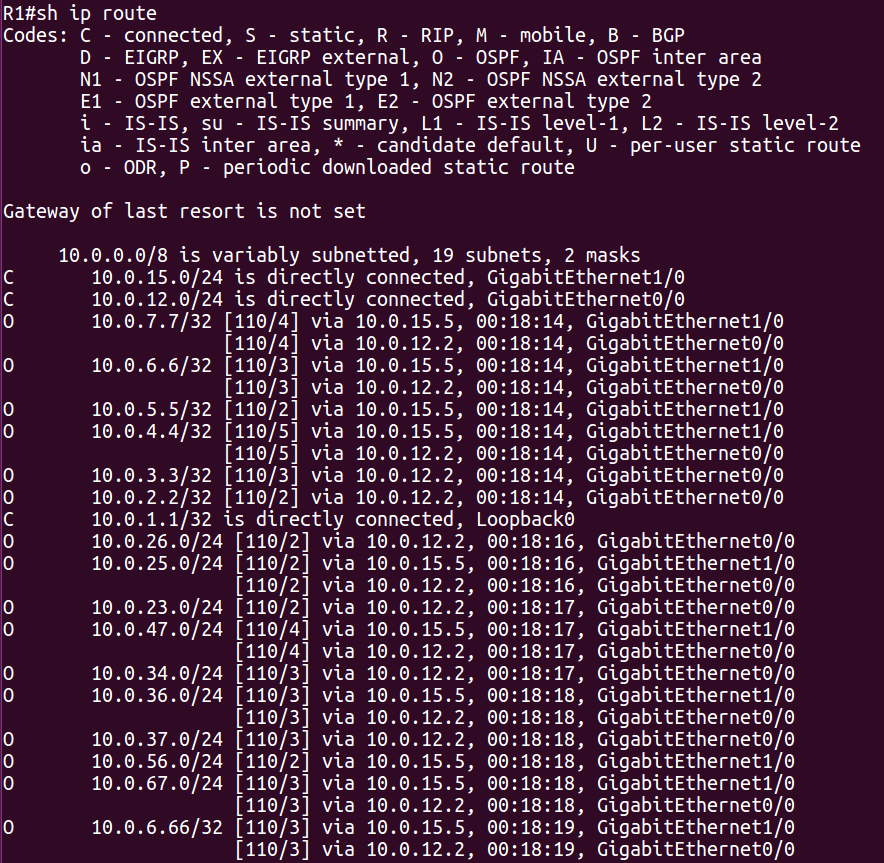 R1#sh ip route
Codes: C - connected, S - static, R - RIP, M - mobile, B - BGP
       D - EIGRP, EX - EIGRP external, O - OSPF, IA - OSPF inter area
       N1 - OSPF NSSA external type 1, N2 - OSPF NSSA external type 2
       E1 - OSPF external type 1, E2 - OSPF external type 2
       i - IS-IS, su - IS-IS summary, L1 - IS-IS level-1, L2 - IS-IS level-2
       ia - IS-IS inter area, * - candidate default, U - per-user static route
       o - ODR, P - periodic downloaded static route
Gateway of last resort is not set
     10.0.0.0/8 is variably subnetted, 19 subnets, 2 masks
C       10.0.15.0/24 is directly connected, GigabitEthernet1/0
C       10.0.12.0/24 is directly connected, GigabitEthernet0/0
O       10.0.7.7/32 [110/4] via 10.0.15.5, 00:18:14, GigabitEthernet1/0
                    [110/4] via 10.0.12.2, 00:18:14, GigabitEthernet0/0
O       10.0.6.6/32 [110/3] via 10.0.15.5, 00:18:14, GigabitEthernet1/0
                    [110/3] via 10.0.12.2, 00:18:14, GigabitEthernet0/0
O       10.0.5.5/32 [110/2] via 10.0.15.5, 00:18:14, GigabitEthernet1/0
O       10.0.4.4/32 [110/5] via 10.0.15.5, 00:18:14, GigabitEthernet1/0
                    [110/5] via 10.0.12.2, 00:18:14, GigabitEthernet0/0
O       10.0.3.3/32 [110/3] via 10.0.12.2, 00:18:14, GigabitEthernet0/0
O       10.0.2.2/32 [110/2] via 10.0.12.2, 00:18:14, GigabitEthernet0/0
C       10.0.1.1/32 is directly connected, Loopback0
O       10.0.26.0/24 [110/2] via 10.0.12.2, 00:18:16, GigabitEthernet0/0
O       10.0.25.0/24 [110/2] via 10.0.15.5, 00:18:16, GigabitEthernet1/0
                     [110/2] via 10.0.12.2, 00:18:16, GigabitEthernet0/0
O       10.0.23.0/24 [110/2] via 10.0.12.2, 00:18:17, GigabitEthernet0/0
O       10.0.47.0/24 [110/4] via 10.0.15.5, 00:18:17, GigabitEthernet1/0
                     [110/4] via 10.0.12.2, 00:18:17, GigabitEthernet0/0
O       10.0.34.0/24 [110/3] via 10.0.12.2, 00:18:17, GigabitEthernet0/0
O       10.0.36.0/24 [110/3] via 10.0.15.5, 00:18:18, GigabitEthernet1/0
                     [110/3] via 10.0.12.2, 00:18:18, GigabitEthernet0/0
O       10.0.37.0/24 [110/3] via 10.0.12.2, 00:18:18, GigabitEthernet0/0
O       10.0.56.0/24 [110/2] via 10.0.15.5, 00:18:18, GigabitEthernet1/0
O       10.0.67.0/24 [110/3] via 10.0.15.5, 00:18:18, GigabitEthernet1/0
                     [110/3] via 10.0.12.2, 00:18:18, GigabitEthernet0/0
O       10.0.6.66/32 [110/3] via 10.0.15.5, 00:18:19, GigabitEthernet1/0
                     [110/3] via 10.0.12.2, 00:18:19, GigabitEthernet0/0